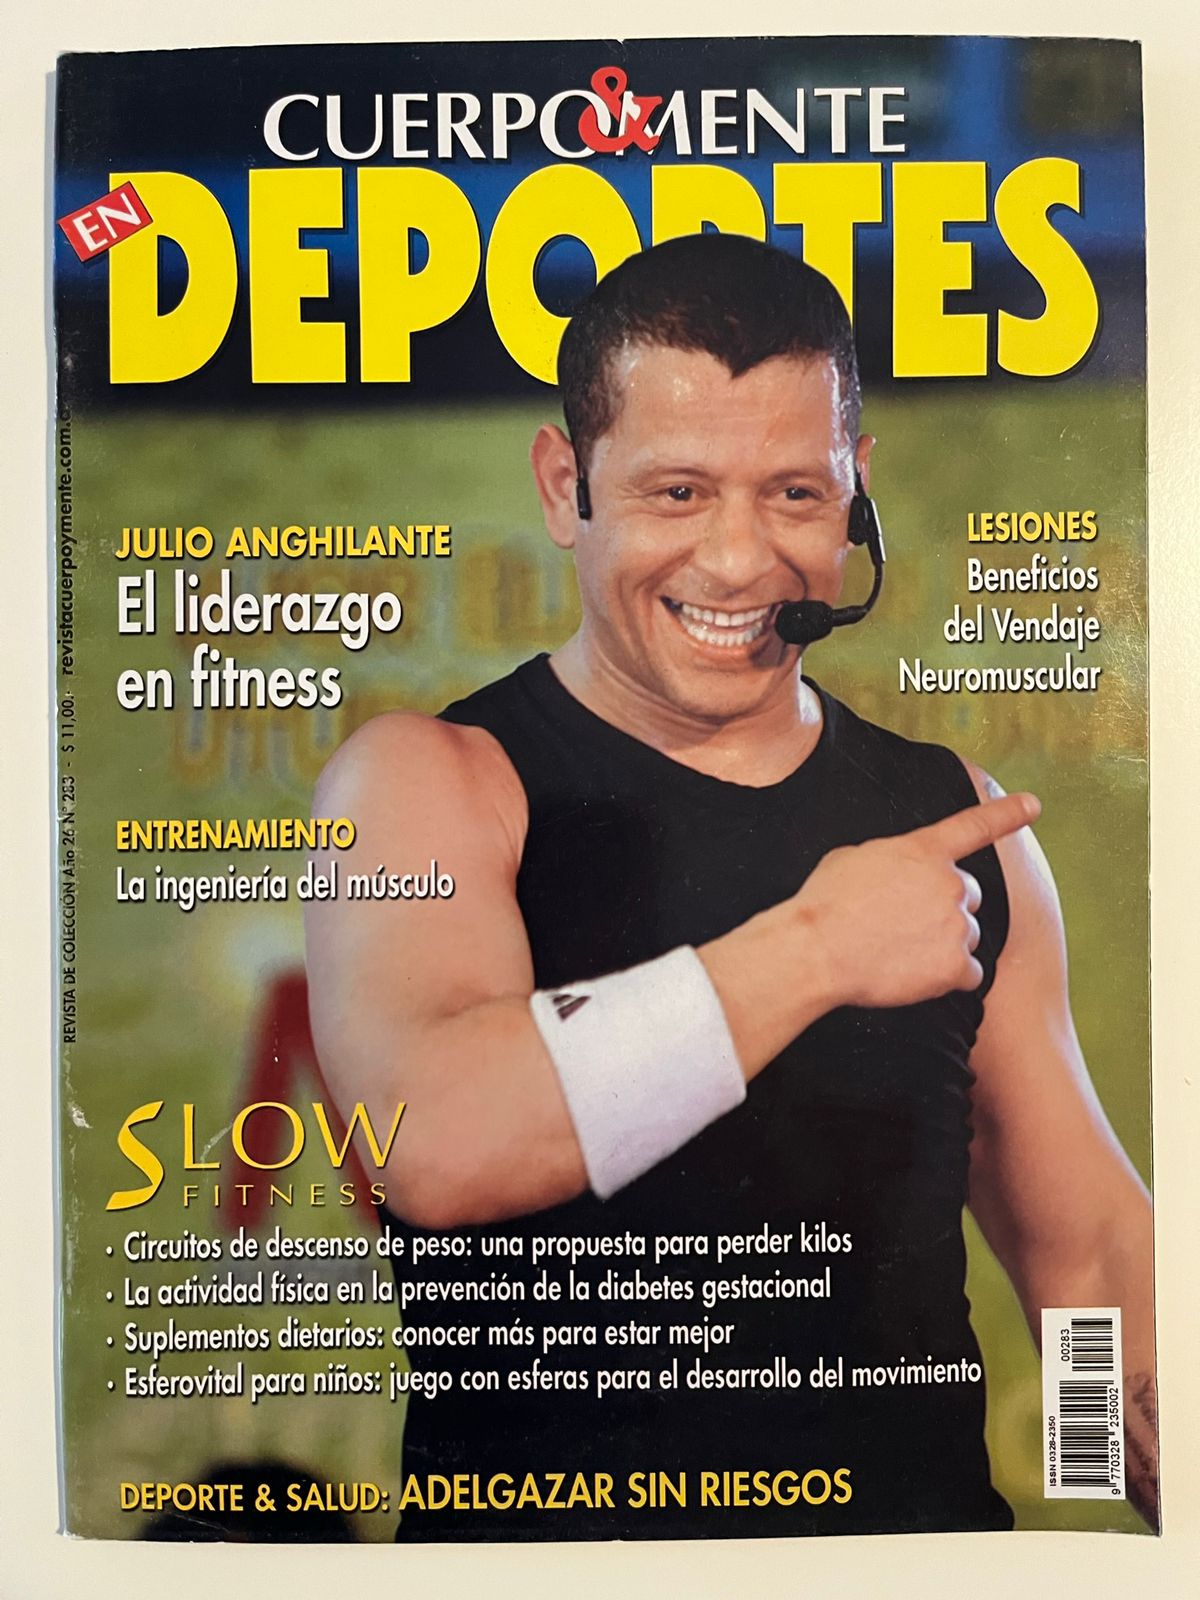 CUERPO&MENTE
EN
DEPORTES
JULIO ANGHILANTE
El liderazgo
en fitness
LESIONES
Beneficios
del Vendaje
Neuromuscular
ENTRENAMIENTO
La ingeniería del músculo
SLOW
FITNESS
· Circuitos de descenso de peso: una propuesta para perder kilos
· La actividad física en la prevención de la diabetes gestacional
· Suplementos dietarios: conocer más para estar mejor
· Esferovital para niños: juego con esferas para el desarrollo del movimiento
DEPORTE & SALUD: ADELGAZAR SIN RIESGOS
REVISTA DE COLECCIÓN Año 26 Nº 283 - $ 11,00.- revistacuerpoymente.com.
ISSN 0328-2350
00283
9 770328 235002